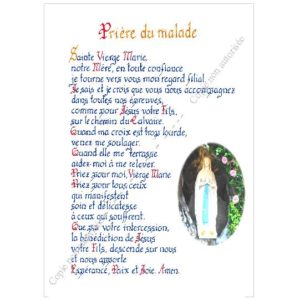 Prière du malade
Sainte Vierge Marie,
notre Mère, en toute confiance
je tourne vers vous mon regard filial.
Je sais et je crois que vous nous accompagnez
dans toutes nos épreuves,
comme pour Jésus votre Fils,
sur le chemin du Calvaire.
Quand ma croix est trop lourde,
venez me soulager.
Quand elle me terrasse
aidez-moi à me relever.
Priez pour moi, Vierge Marie
Priez pour tous ceux
qui manifestent
soin et délicatesse
à ceux qui souffrent.
Que par votre intercession,
la bénédiction de Jésus
votre Fils, descende sur nous
et nous apporte
Espérance, Paix et Joie. Amen.
Copie non autorisée
Copie non autorisée